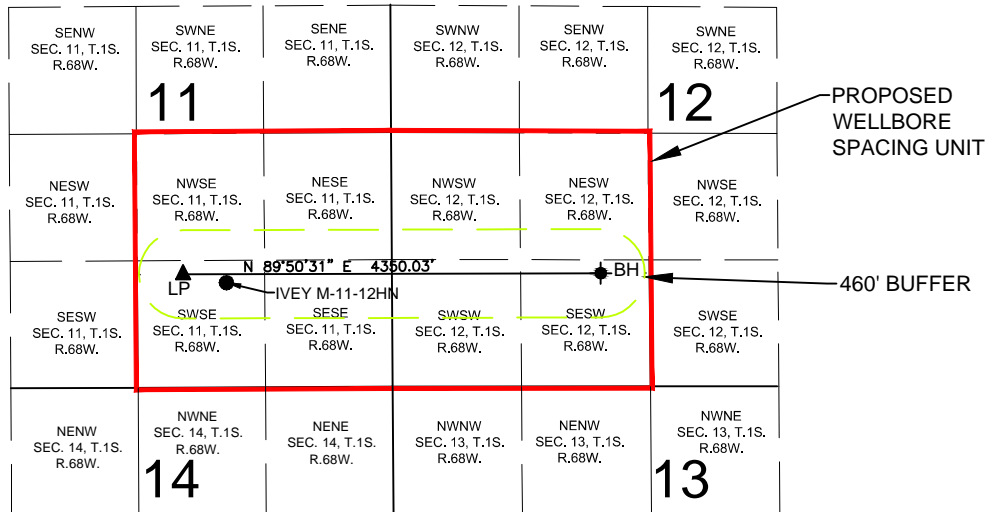 SENW
SEC. 11, T.1S.
R.68W.
SWNE
SEC. 11, T.1S.
R.68W.
SENE
SEC. 11, T.1S.
R.68W.
SWNW
SEC. 12, T.1S.
R.68W.
SENW
SEC. 12, T.1S.
R.68W.
SWNE
SEC. 12, T.1S.
R.68W.
11
12
PROPOSED
WELLBORE
SPACING UNIT
NESW
SEC. 11, T.1S.
R.68W.
NWSE
SEC. 11, T.1S.
R.68W.
NESE
SEC. 11, T.1S.
R.68W.
NWSW
SEC. 12, T.1S.
R.68W.
NESW
SEC. 12, T.1S.
R.68W.
NWSE
SEC. 12, T.1S.
R.68W.
N 89°50'31" E 4350.03'
LP
BH
IVEY M-11-12HN
460' BUFFER
SESW
SEC. 11, T.1S.
R.68W.
SWSE
SEC. 11, T.1S.
R.68W.
SESE
SEC. 11, T.1S.
R.68W.
SWSW
SEC. 12, T.1S.
R.68W.
SESW
SEC. 12, T.1S.
R.68W.
SWSE
SEC. 12, T.1S.
R.68W.
NENW
SEC. 14, T.1S.
R.68W.
NWNE
SEC. 14, T.1S.
R.68W.
NENE
SEC. 14, T.1S.
R.68W.
NWNW
SEC. 13, T.1S.
R.68W.
NENW
SEC. 13, T.1S.
R.68W.
NWNE
SEC. 13, T.1S.
R.68W.
14
13